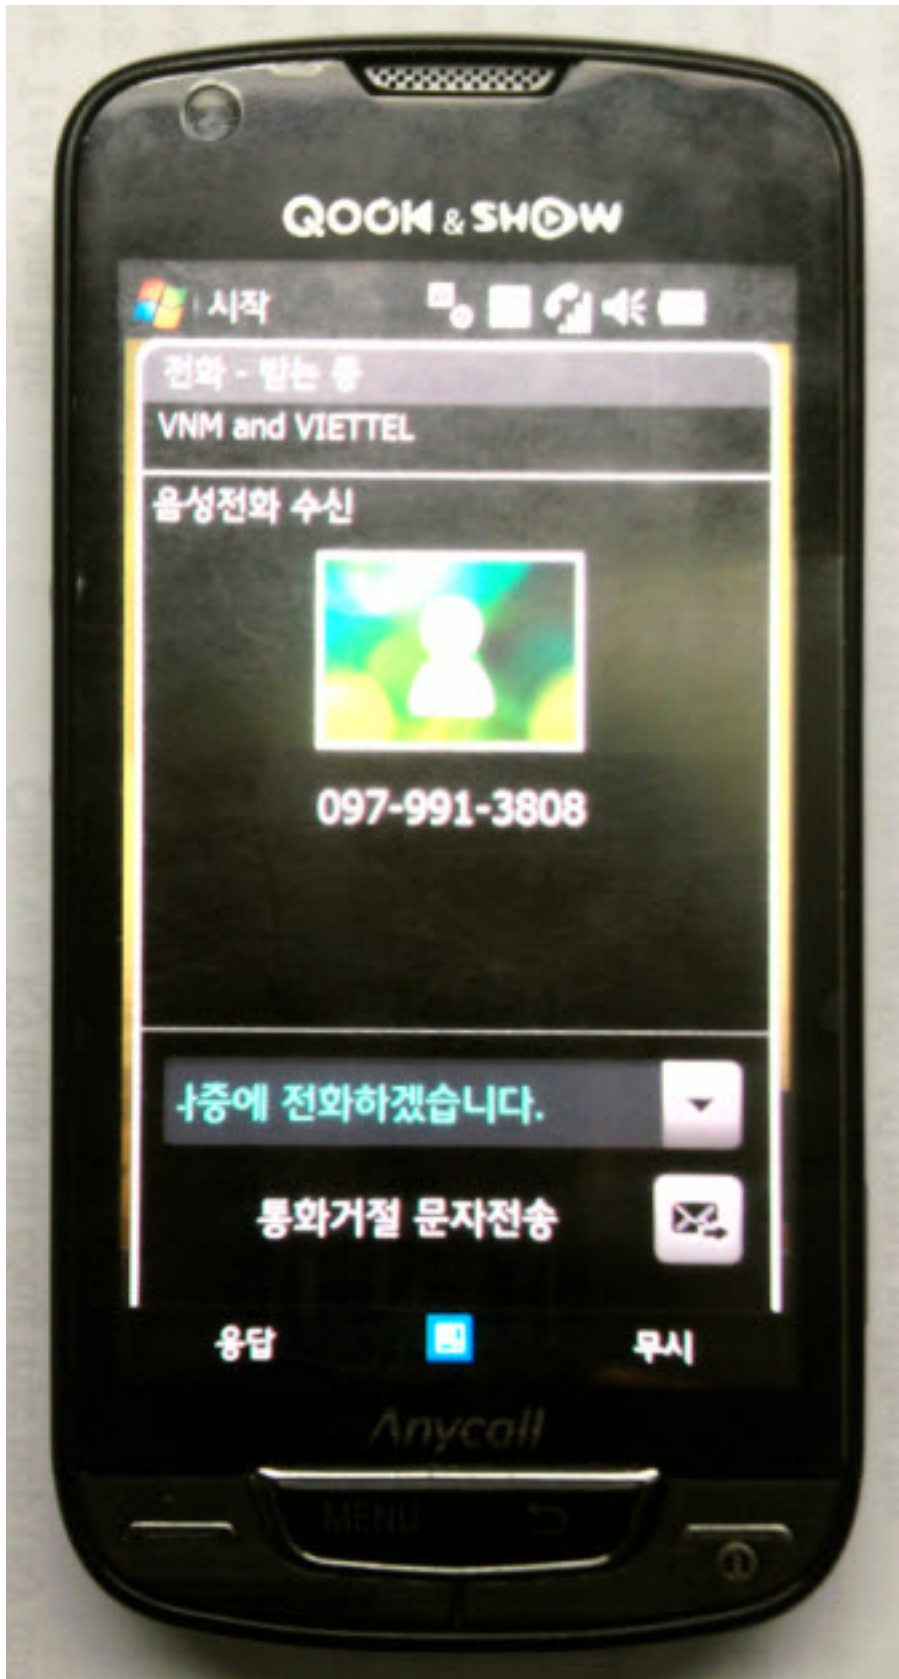 QOOK & SHOW
시작
전화 - 받는 중
VNM and VIETTEL
음성전화 수신
097-991-3808
나중에 전화하겠습니다.
통화거절 문자전송
응답
무시
Anycall
MENU